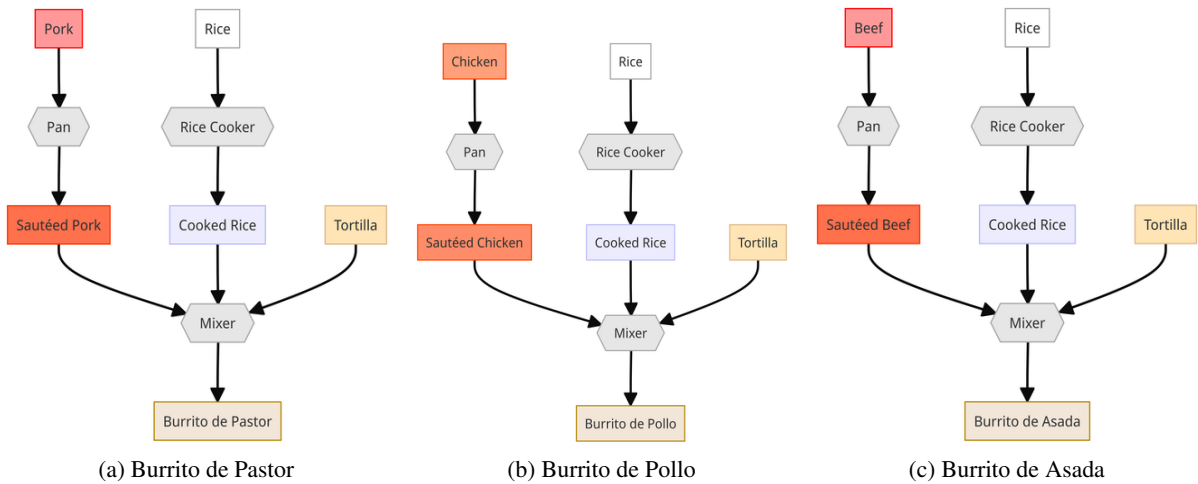 Pork
Rice
Pan
Rice Cooker
Sautéed Pork
Cooked Rice
Tortilla
Mixer
Burrito de Pastor
(a) Burrito de Pastor
Chicken
Rice
Pan
Rice Cooker
Sautéed Chicken
Cooked Rice
Tortilla
Mixer
Burrito de Pollo
(b) Burrito de Pollo
Beef
Rice
Pan
Rice Cooker
Sautéed Beef
Cooked Rice
Tortilla
Mixer
Burrito de Asada
(c) Burrito de Asada